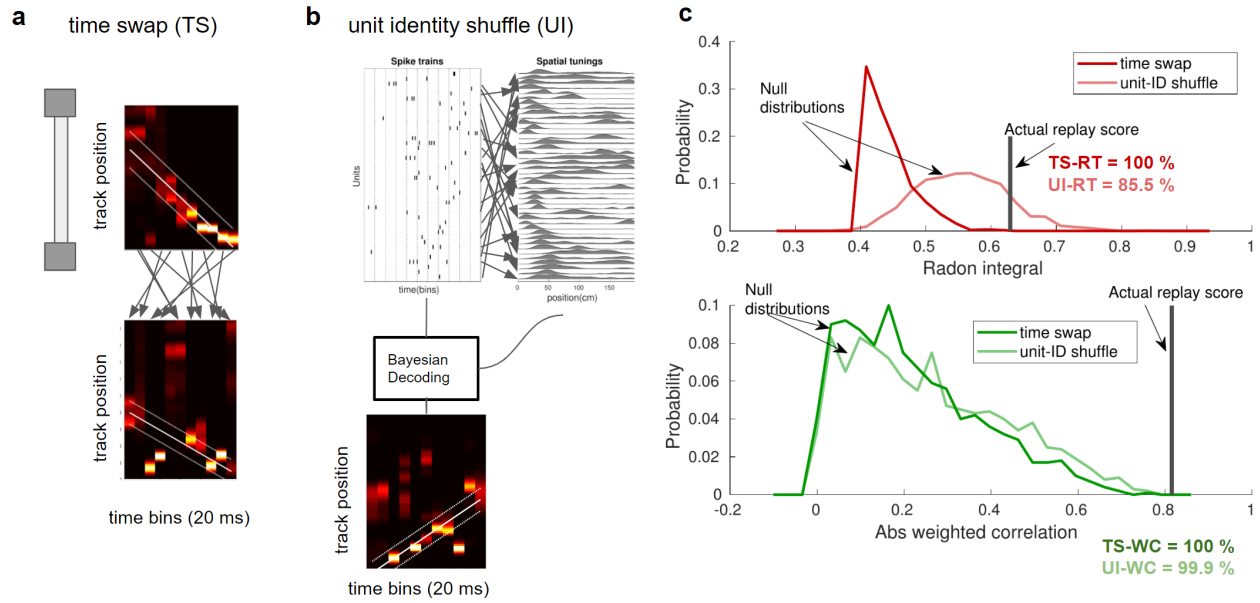 a
time swap (TS)
track position
track position
time bins (20 ms)
b
unit identity shuffle (UI)
Spike trains
Spatial tunings
Units
time(bins)
0
50
100
150
position(cm)
Bayesian
Decoding
track position
time bins (20 ms)
c
0.4
0.3
0.2
0.1
0
Probability
Null
distributions
time swap
unit-ID shuffle
Actual replay score
TS-RT = 100 %
UI-RT = 85.5 %
0.2
0.3
0.4
0.5
0.6
0.7
0.8
0.9
1
Radon integral
0.1
0.08
0.06
0.04
0.02
0
Probability
Null
distributions
time swap
unit-ID shuffle
Actual replay score
-0.2
0
0.2
0.4
0.6
0.8
1
Abs weighted correlation
TS-WC = 100 %
UI-WC = 99.9 %